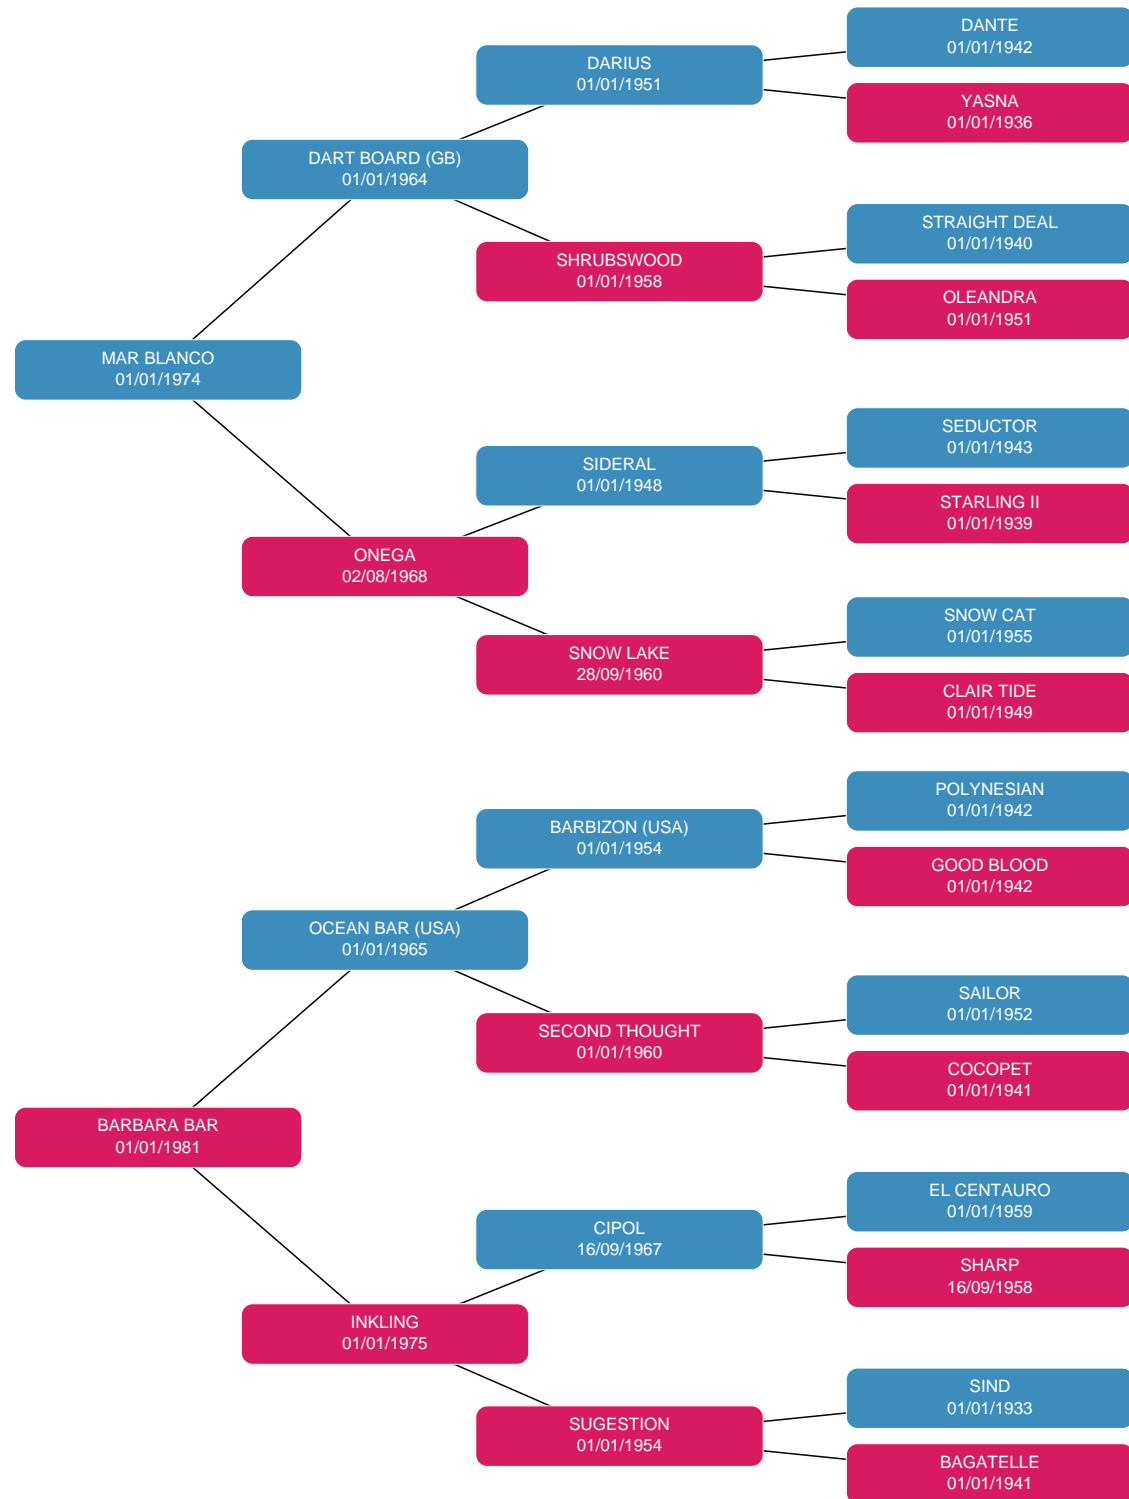 DANTE
01/01/1942
DARIUS
01/01/1951
YASNA
01/01/1936
DART BOARD (GB)
01/01/1964
STRAIGHT DEAL
01/01/1940
SHRUBSWOOD
01/01/1958
OLEANDRA
01/01/1951
MAR BLANCO
01/01/1974
SEDUCTOR
01/01/1943
SIDERAL
01/01/1948
STARLING II
01/01/1939
ONEGA
02/08/1968
SNOW CAT
01/01/1955
SNOW LAKE
28/09/1960
CLAIR TIDE
01/01/1949
POLYNESIAN
01/01/1942
BARBIZON (USA)
01/01/1954
GOOD BLOOD
01/01/1942
OCEAN BAR (USA)
01/01/1965
SAILOR
01/01/1952
SECOND THOUGHT
01/01/1960
COCOPET
01/01/1941
BARBARA BAR
01/01/1981
EL CENTAURO
01/01/1959
CIPOL
16/09/1967
SHARP
16/09/1958
INKLING
01/01/1975
SIND
01/01/1933
SUGESTION
01/01/1954
BAGATELLE
01/01/1941